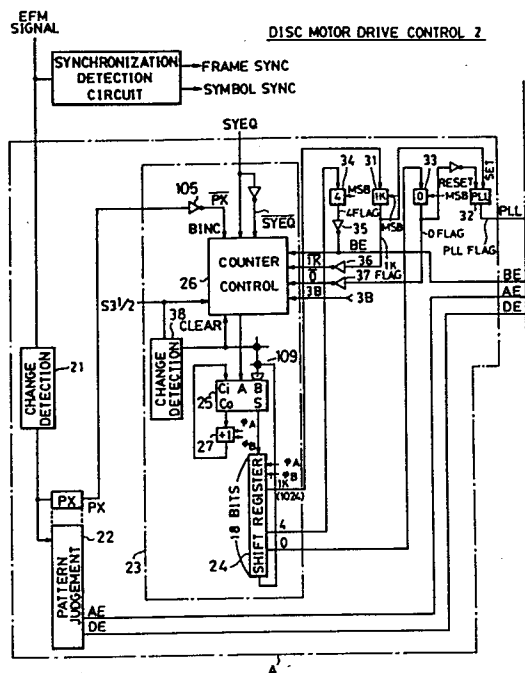 EFM
SIGNAL
DISC MOTOR DRIVE CONTROL 2
SYNCHRONIZATION
DETECTION
CIRCUIT
FRAME SYNC
SYMBOL SYNC
SYEQ
34
31
33
105
PX
SYEQ
BINC
4
MSB
1K
MSB
0
RESET
MSB
SET
PLL
32
PLL
35
4FLAG
0 FLAG
PLL FLAG
BE
26
COUNTER
CONTROL
1K
36
0
37
1K
FLAG
3B
3B
BE
AE
DE
S3 1/2
38
CLEAR
CHANGE
DETECTION
109
21
CHANGE
DETECTION
25
Ci A B
Co S
27
+1
φA
φB
φA
φB
1K
(1024)
18 BITS
SHIFT REGISTER
4
0
24
23
PX
PX
22
PATTERN
JUDGEMENT
AE
DE
A